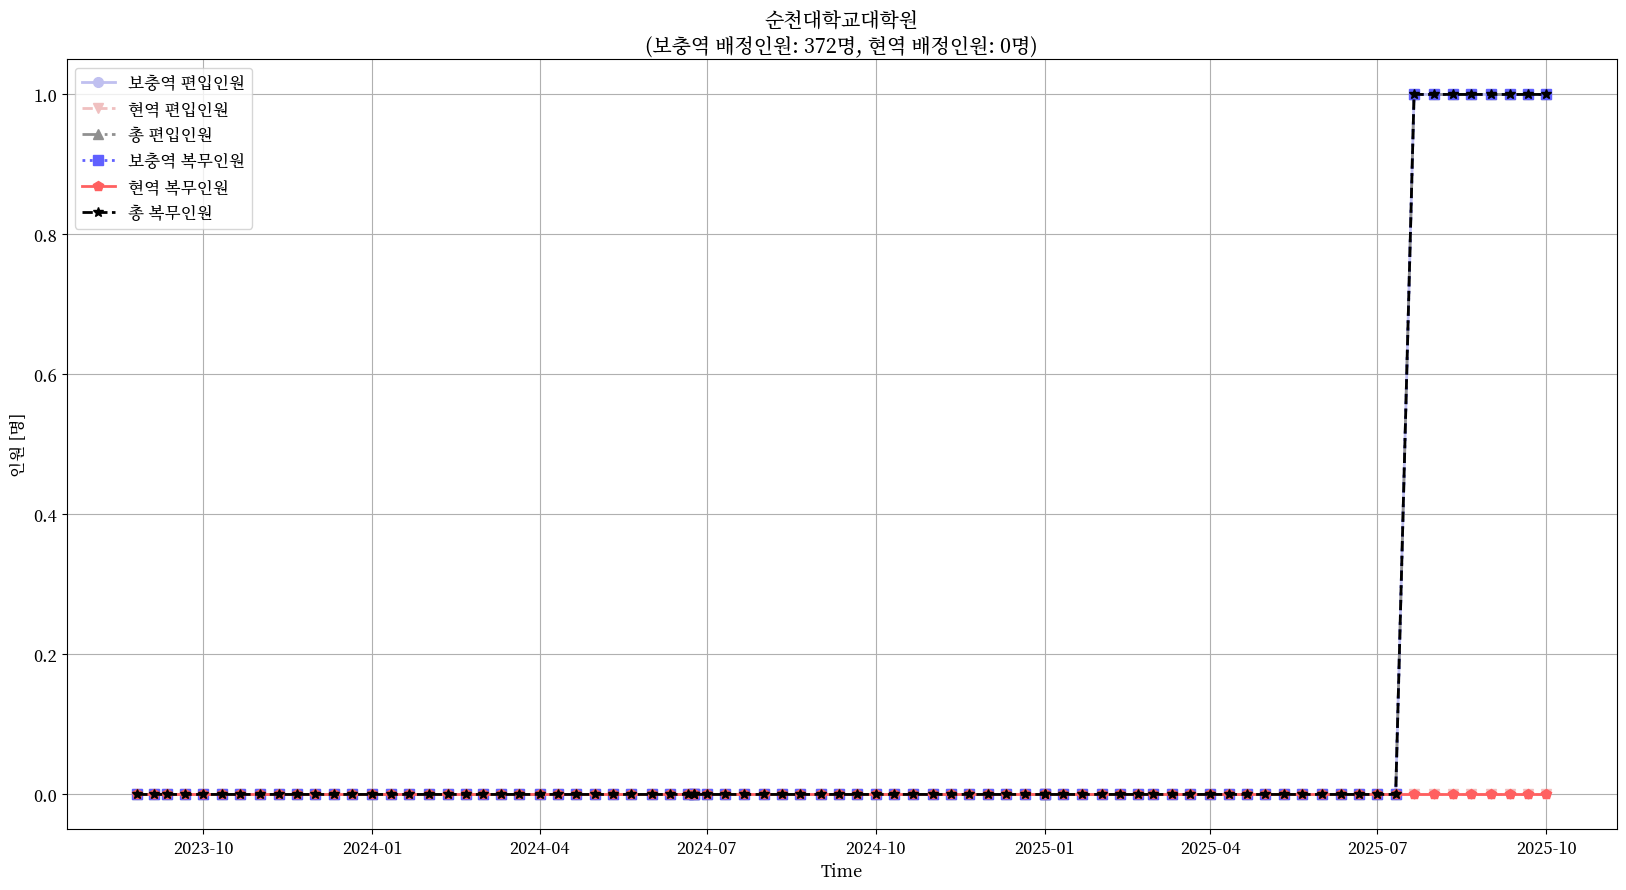 순천대학교대학원
(보충역 배정인원: 372명, 현역 배정인원: 0명)
보충역 편입인원
현역 편입인원
총 편입인원
보충역 복무인원
현역 복무인원
총 복무인원
1.0
0.8
0.6
0.4
0.2
0.0
인원 [명]
2023-10
2024-01
2024-04
2024-07
2024-10
2025-01
2025-04
2025-07
2025-10
Time